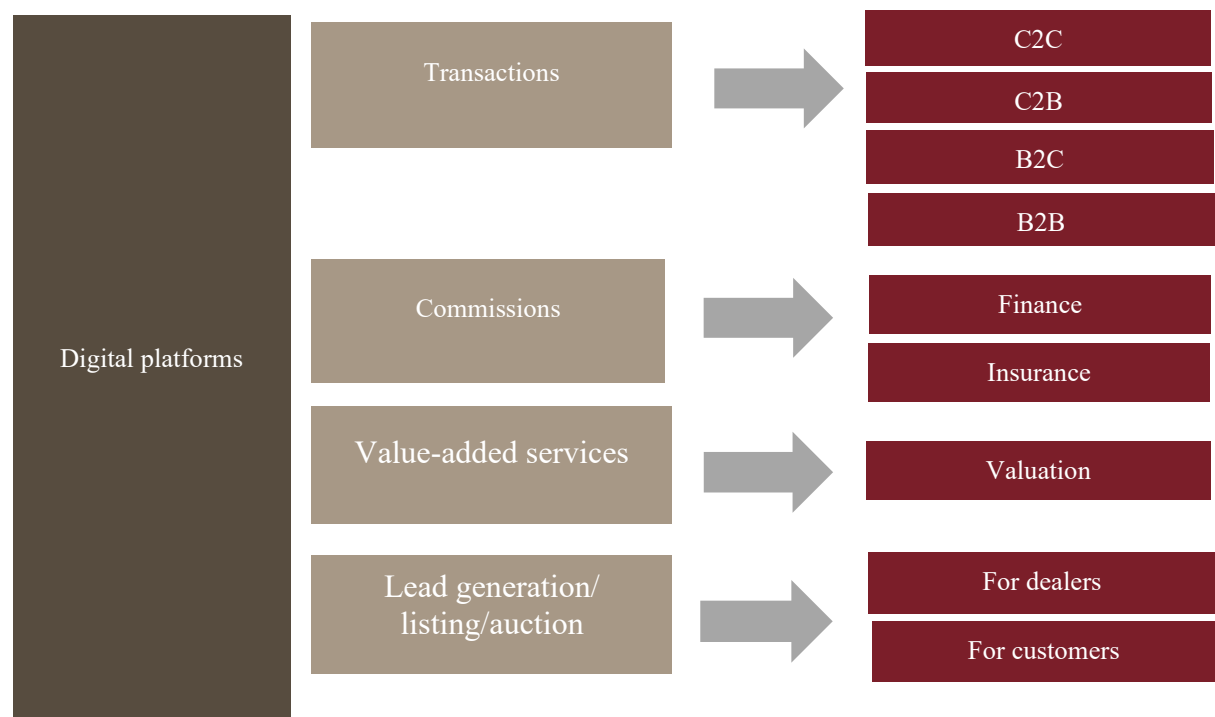 Digital platforms
Transactions
C2C
C2B
B2C
B2B
Commissions
Finance
Insurance
Value-added services
Valuation
Lead generation/
listing/auction
For dealers
For customers